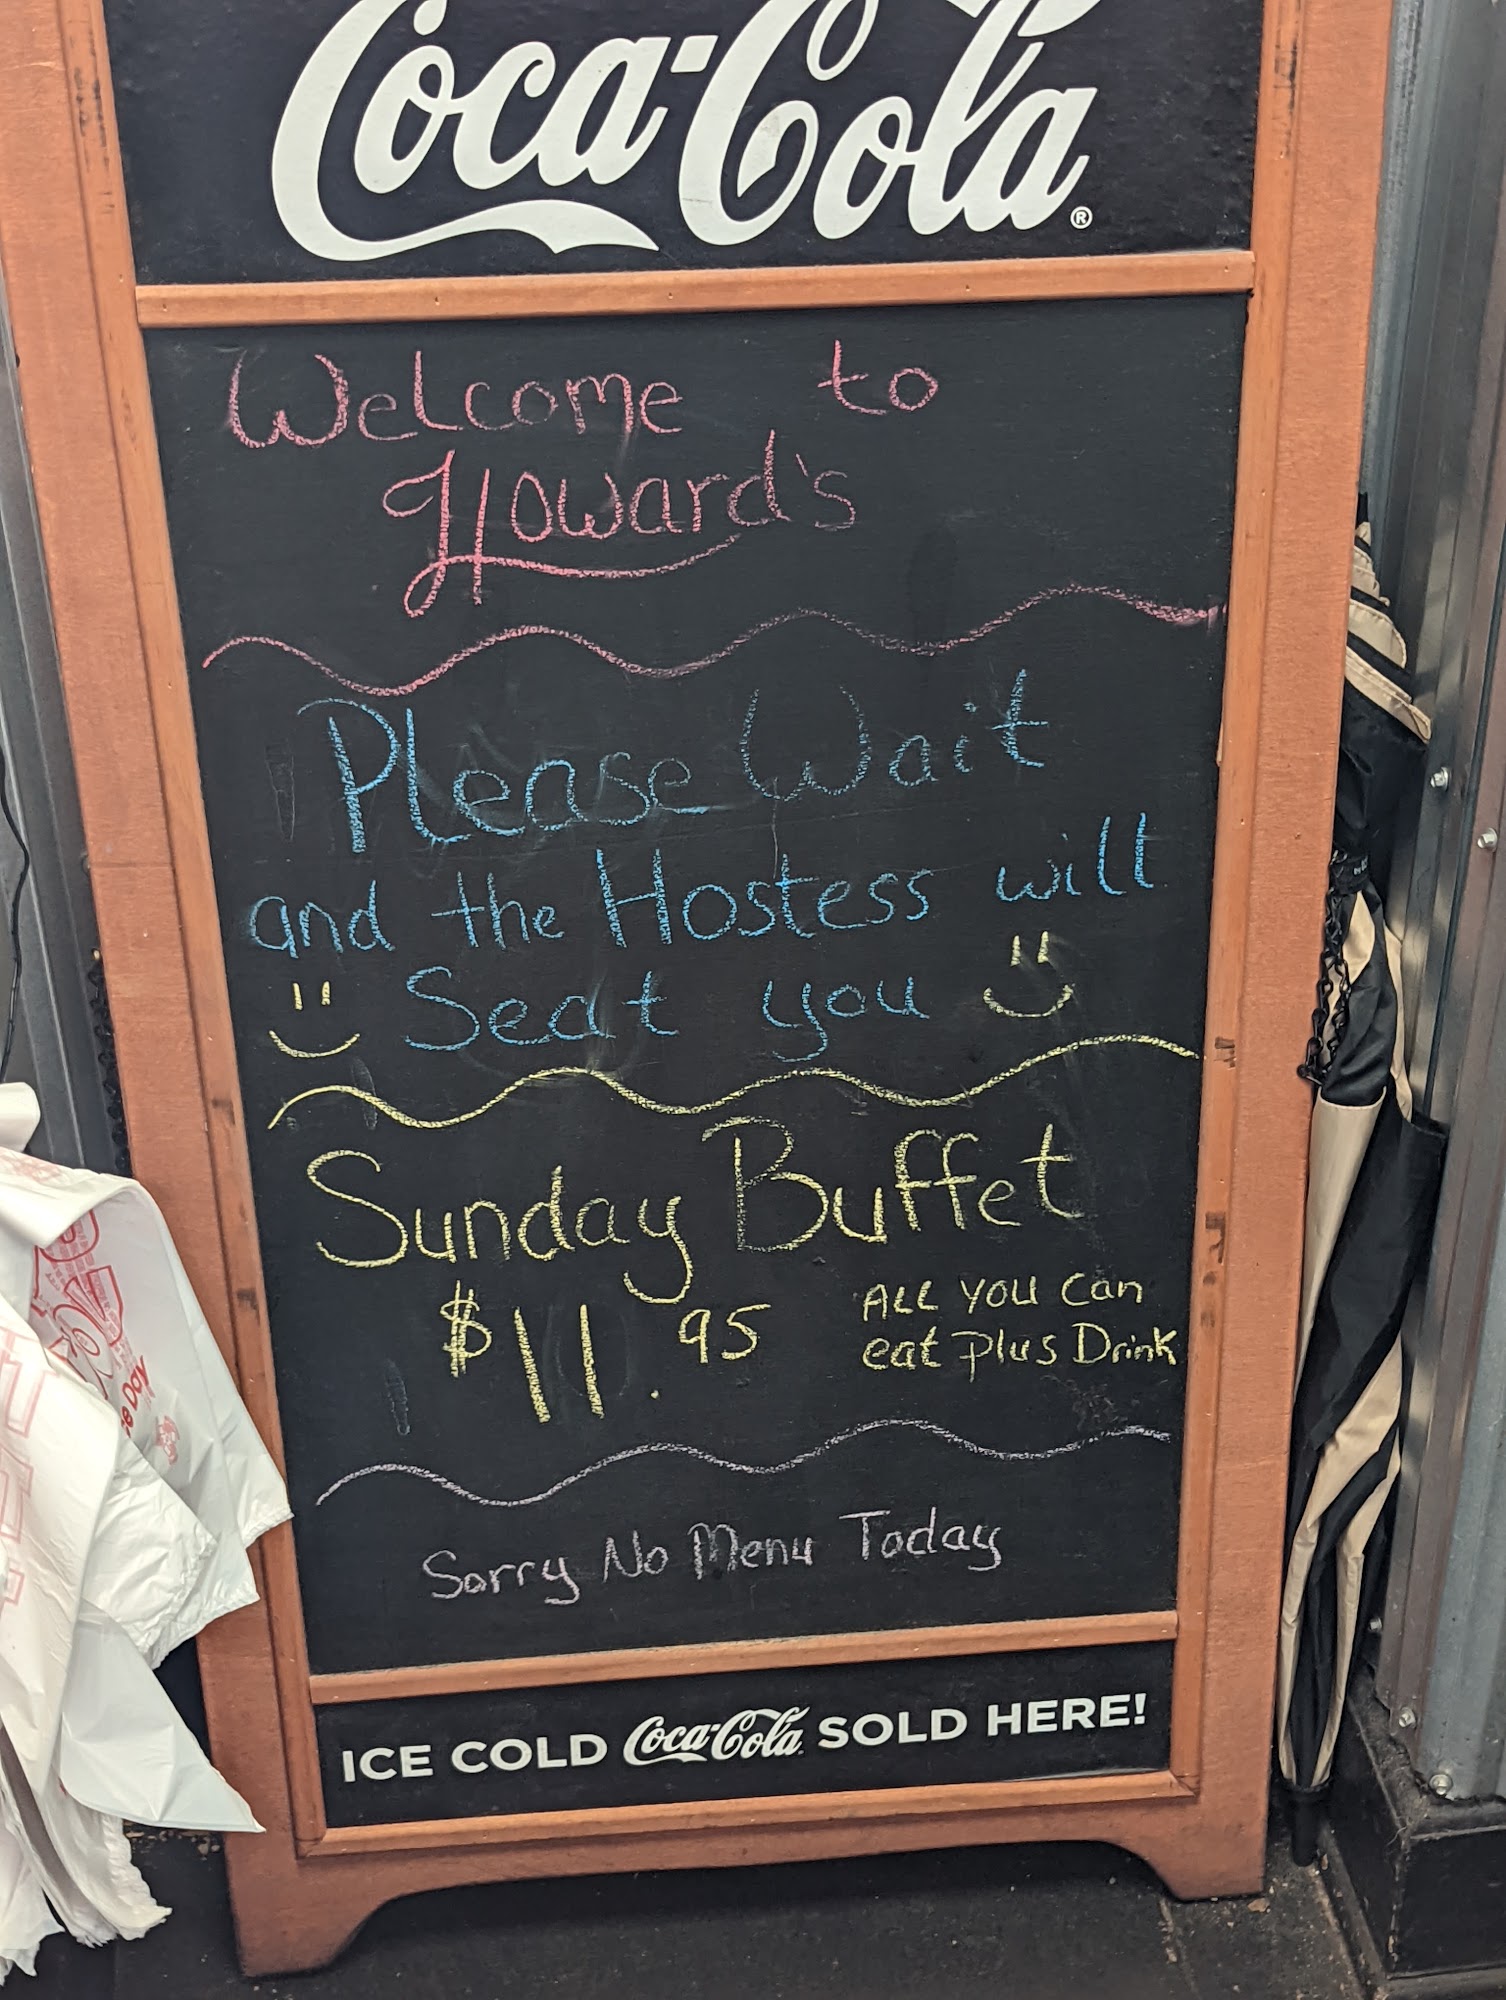 Coca-Cola®
Welcome to
Howard's
Please Wait
and the Hostess will
Seat you
Sunday Buffet
$11.95
ALL YOU Can
eat plus Drink
Sorry No Menu Today
ICE COLD Coca-Cola SOLD HERE!
Day